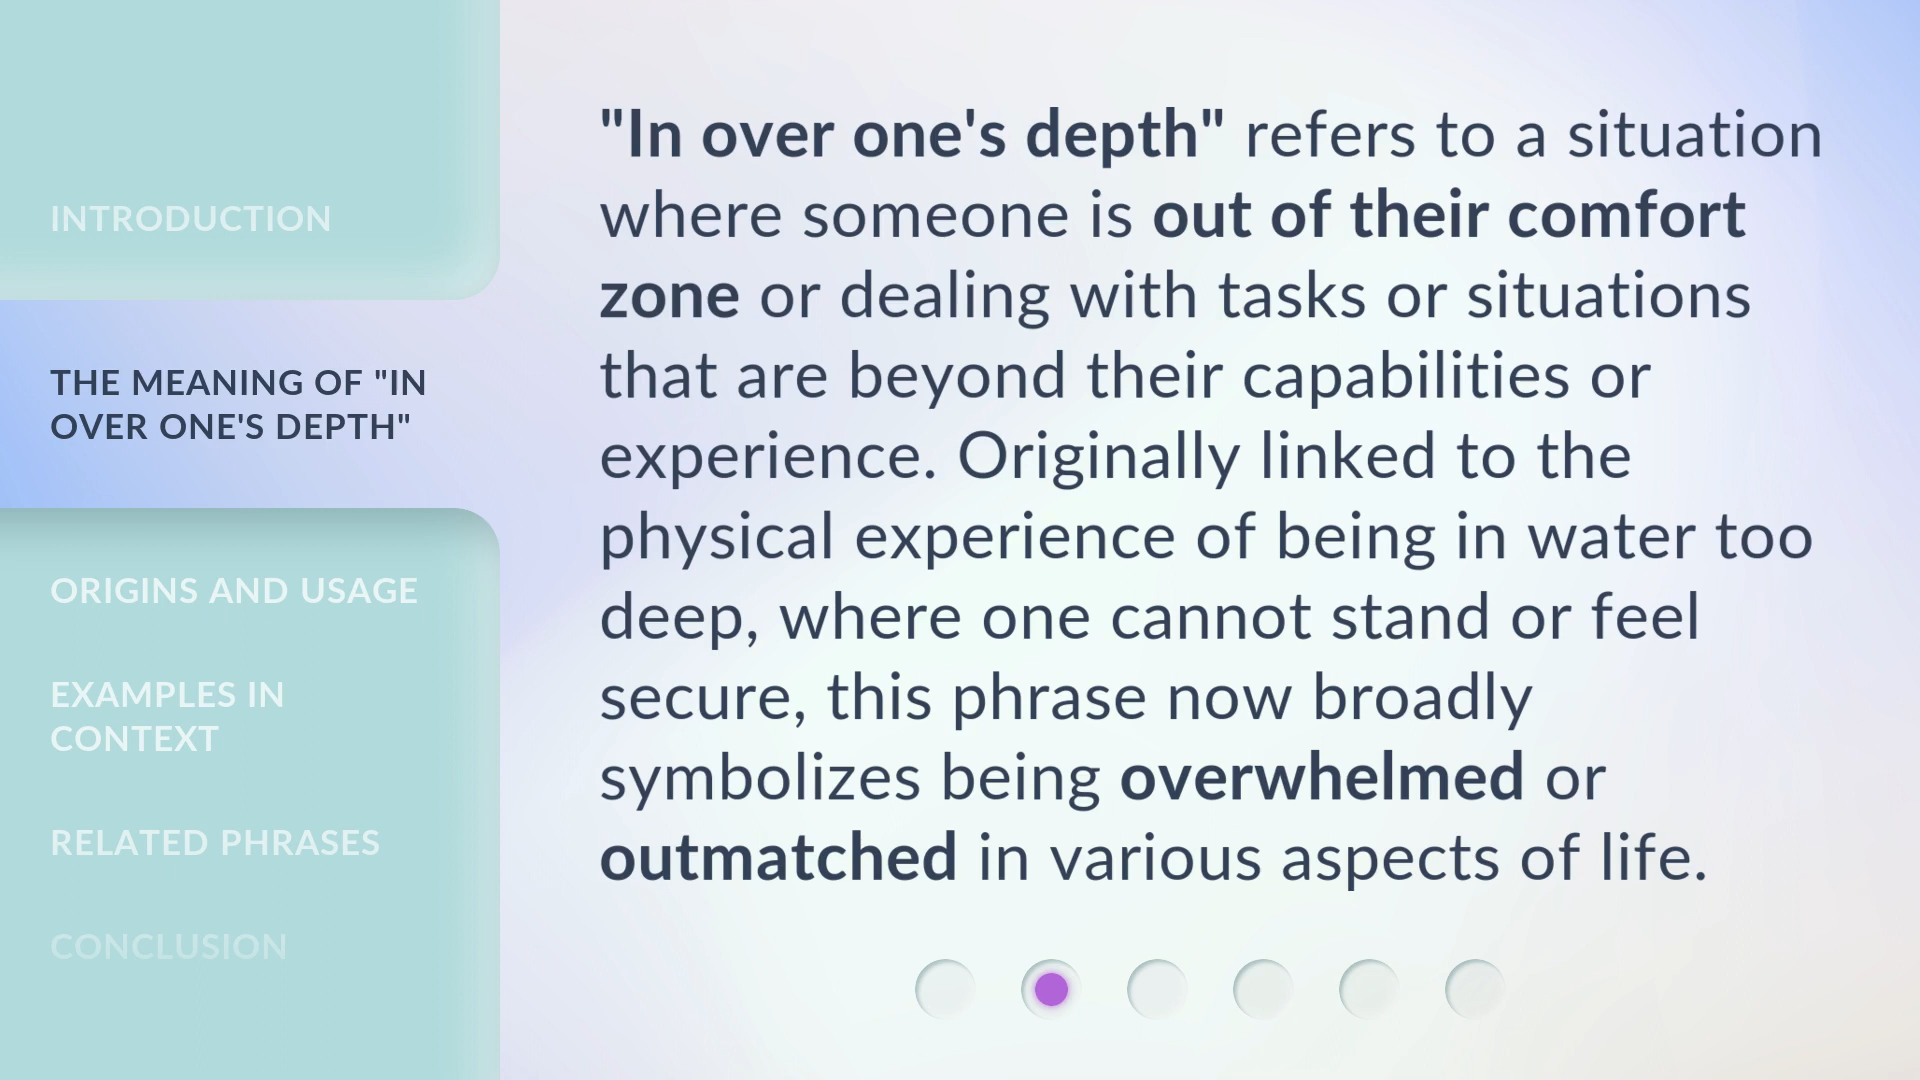 INTRODUCTION
THE MEANING OF "IN
OVER ONE'S DEPTH"
ORIGINS AND USAGE
EXAMPLES IN
CONTEXT
RELATED PHRASES
CONCLUSION
"In over one's depth" refers to a situation
where someone is out of their comfort
zone or dealing with tasks or situations
that are beyond their capabilities or
experience. Originally linked to the
physical experience of being in water too
deep, where one cannot stand or feel
secure, this phrase now broadly
symbolizes being overwhelmed or
outmatched in various aspects of life.